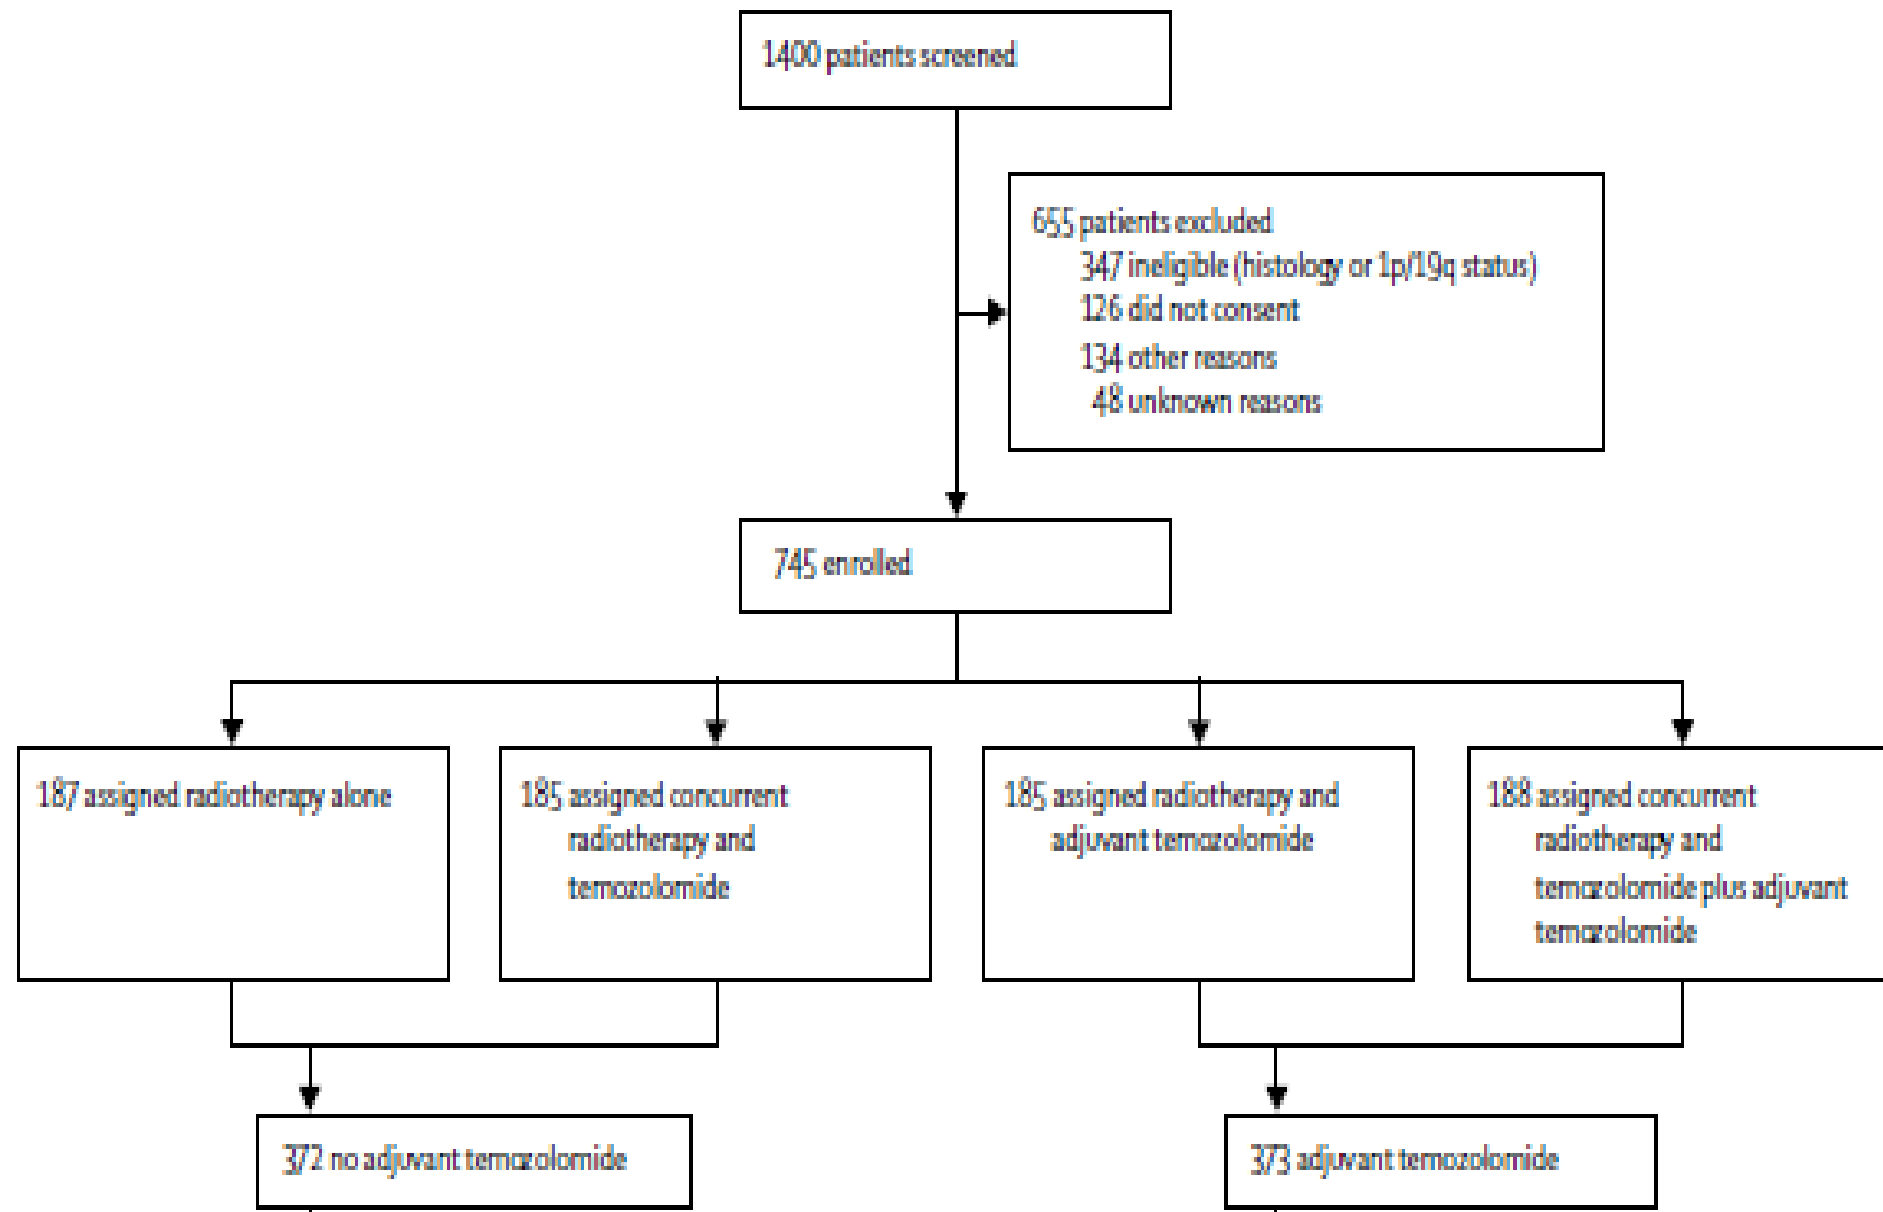 1400 patients screened
655 patients excluded
347 ineligible (histology or 1p/19q status)
126 did not consent
134 other reasons
48 unknown reasons
745 enrolled
187 assigned radiotherapy alone
185 assigned concurrent
radiotherapy and
temozolomide
185 assigned radiotherapy and
adjuvant temozolomide
188 assigned concurrent
radiotherapy and
temozolomide plus adjuvant
temozolomide
372 no adjuvant temozolomide
373 adjuvant temozolomide